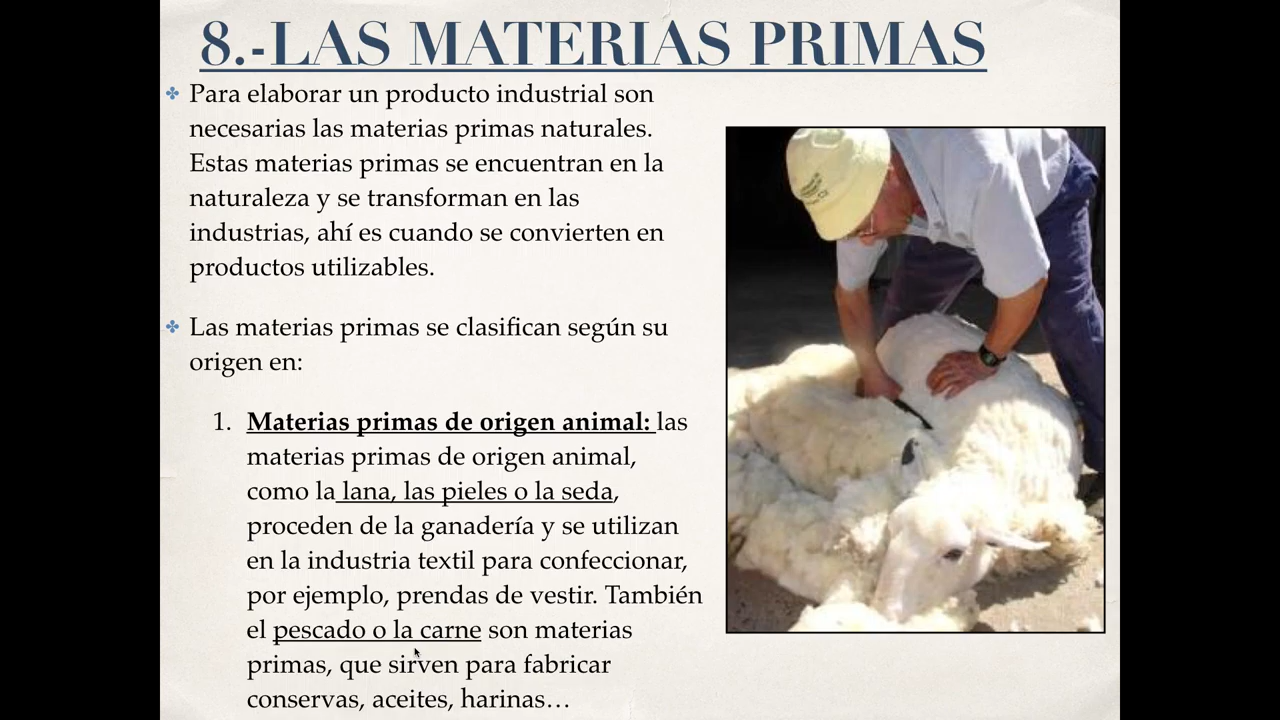 8.-LAS MATERIAS PRIMAS
Para elaborar un producto industrial son
necesarias las materias primas naturales.
Estas materias primas se encuentran en la
naturaleza y se transforman en las
industrias, ahí es cuando se convierten en
productos utilizables.
Las materias primas se clasifican según su
origen en:
1. Materias primas de origen animal: las
materias primas de origen animal,
como la lana, las pieles o la seda,
proceden de la ganadería y se utilizan
en la industria textil para confeccionar,
por ejemplo, prendas de vestir. También
el pescado o la carne son materias
primas, que sirven para fabricar
conservas, aceites, harinas…